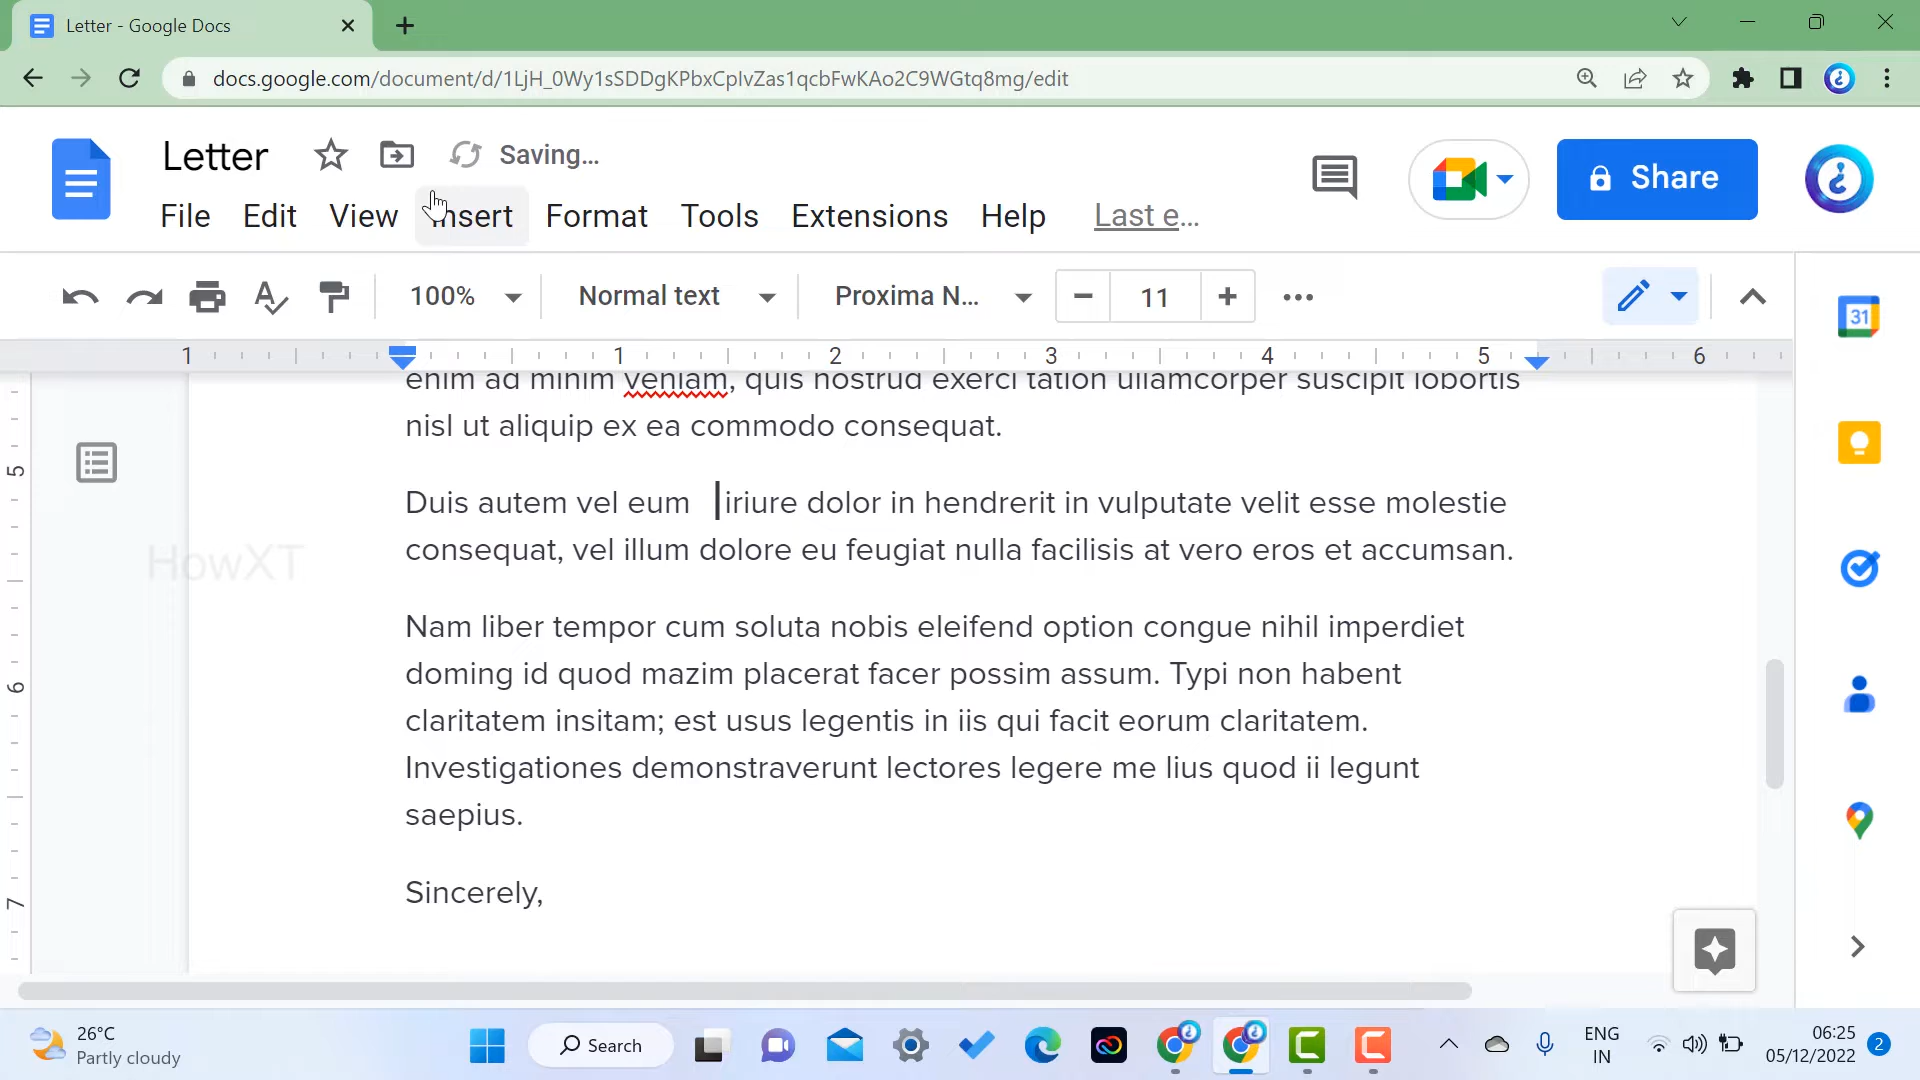 Letter - Google Docs
docs.google.com/document/d/1LjH_0Wy1sSDDgKPbxCpIvZas1qcbFwKAo2C9WGtq8mg/edit
Letter Saving...
File Edit View Insert Format Tools Extensions Help Last e...
Share
100% Normal text Proxima N... 11
31
1 1 2 3 4 5 6
enim ad minim veniam, quis nostrud exerci tation ullamcorper suscipit lobortis
nisl ut aliquip ex ea commodo consequat.
5
Duis autem vel eum iriure dolor in hendrerit in vulputate velit esse molestie
consequat, vel illum dolore eu feugiat nulla facilisis at vero eros et accumsan.
HowXT
Nam liber tempor cum soluta nobis eleifend option congue nihil imperdiet
doming id quod mazim placerat facer possim assum. Typi non habent
6
claritatem insitam; est usus legentis in iis qui facit eorum claritatem.
Investigationes demonstraverunt lectores legere me lius quod ii legunt
saepius.
Sincerely,
7
26°C
Partly cloudy
Search
ENG
IN
06:25
05/12/2022
2